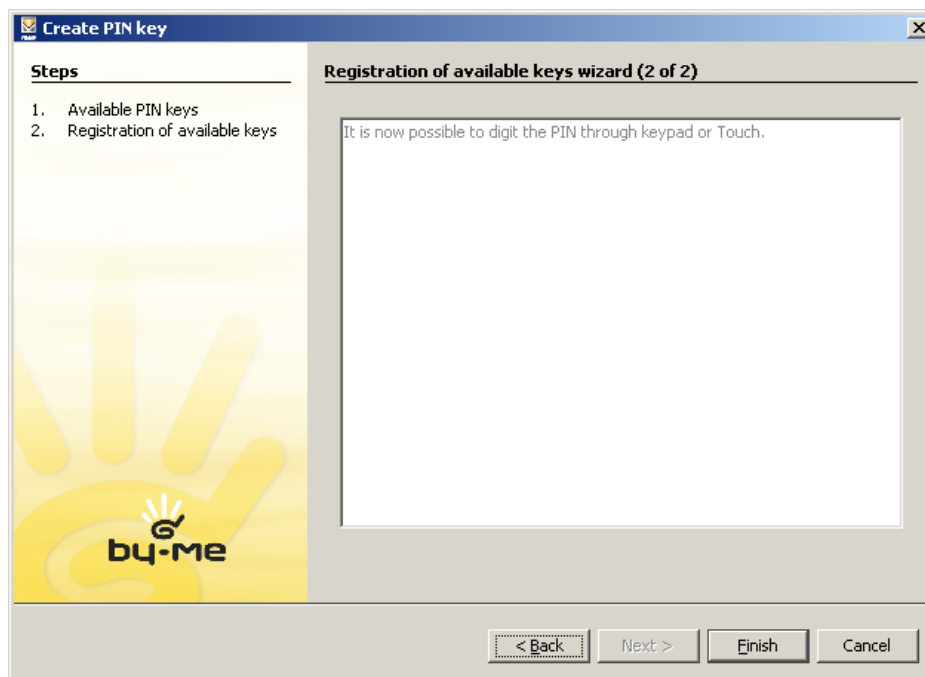 Create PIN key
Steps
1. Available PIN keys
2. Registration of available keys
Registration of available keys wizard (2 of 2)
It is now possible to digit the PIN through keypad or Touch.
by-me
< Back
Next >
Finish
Cancel